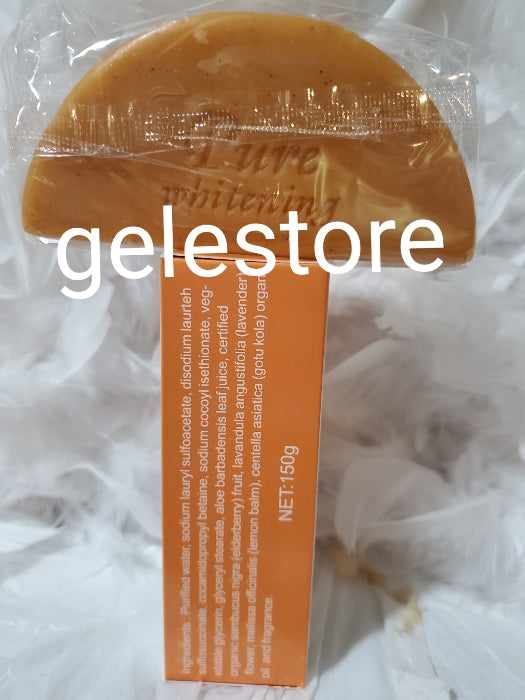 Pure
whitening
gelestore
Ingredients : Purified water, sodium lauryl sulfoacetate, disodium laurteh
sulfosuccinate, cocamidopropyl betaine, sodium cocoyl isethionate, veg-
etable glycerin, glyceryl stearate, aloe barbadensis leaf juice, certified
organic sambucus nigra (elderberry) fruit, lavandula angustifolia (lavender)
flower, melissa officinalis (lemon balm), centella asiatica (gotu kola) organ
oil. and fragrance.
NET:150g